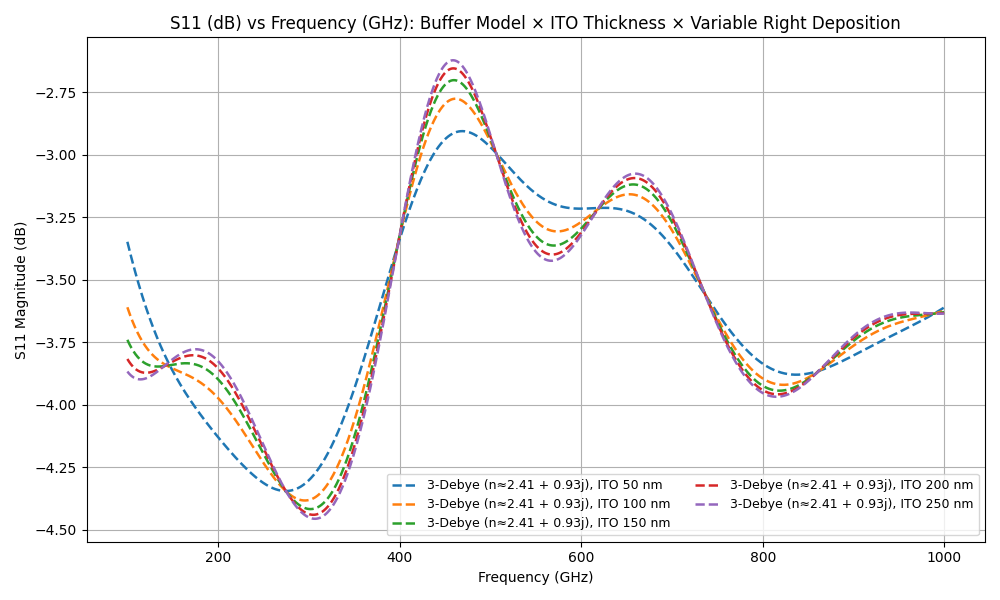 S11 (dB) vs Frequency (GHz): Buffer Model × ITO Thickness × Variable Right Deposition
S11 Magnitude (dB)
−2.75
−3.00
−3.25
−3.50
−3.75
−4.00
−4.25
−4.50
3-Debye (n≈2.41 + 0.93j), ITO 50 nm
3-Debye (n≈2.41 + 0.93j), ITO 100 nm
3-Debye (n≈2.41 + 0.93j), ITO 150 nm
3-Debye (n≈2.41 + 0.93j), ITO 200 nm
3-Debye (n≈2.41 + 0.93j), ITO 250 nm
200 400 600 800 1000
Frequency (GHz)